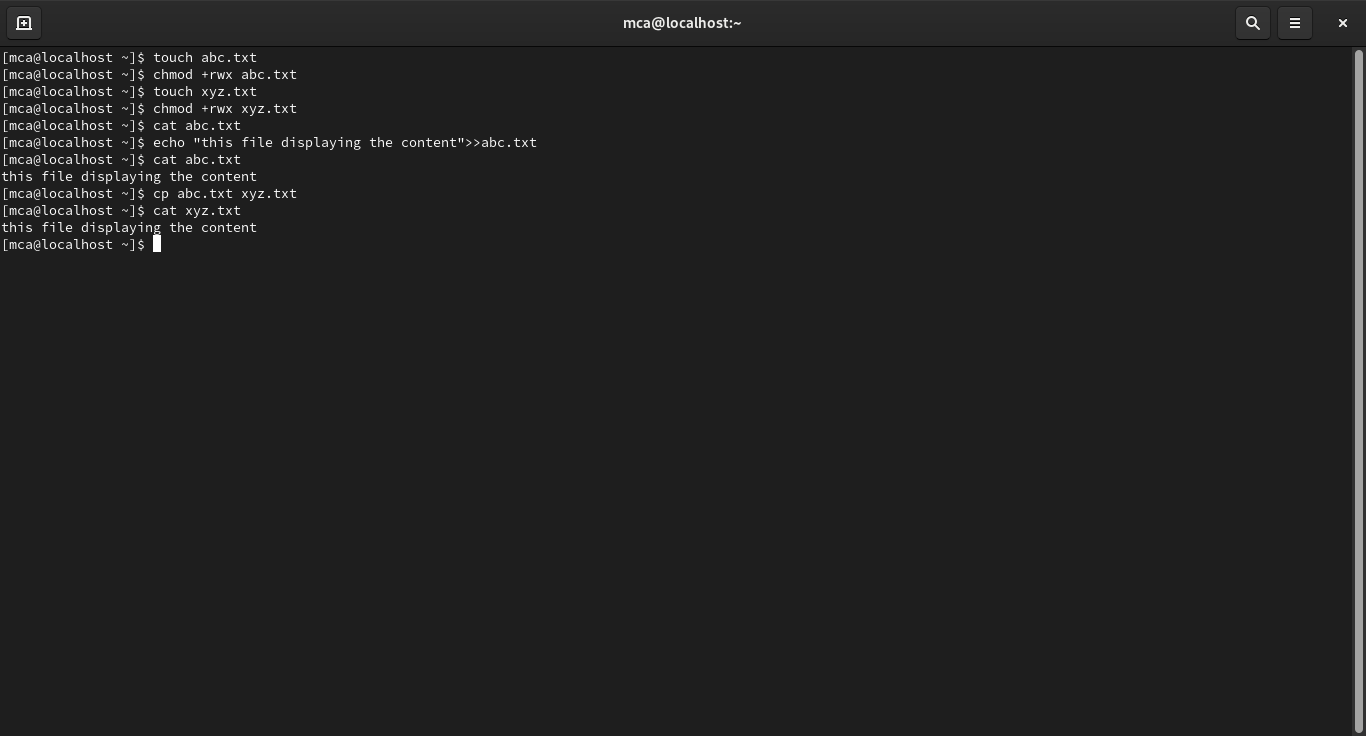 mca@localhost:~
[mca@localhost ~]$ touch abc.txt
[mca@localhost ~]$ chmod +rwx abc.txt
[mca@localhost ~]$ touch xyz.txt
[mca@localhost ~]$ chmod +rwx xyz.txt
[mca@localhost ~]$ cat abc.txt
[mca@localhost ~]$ echo "this file displaying the content">>abc.txt
[mca@localhost ~]$ cat abc.txt
this file displaying the content
[mca@localhost ~]$ cp abc.txt xyz.txt
[mca@localhost ~]$ cat xyz.txt
this file displaying the content
[mca@localhost ~]$